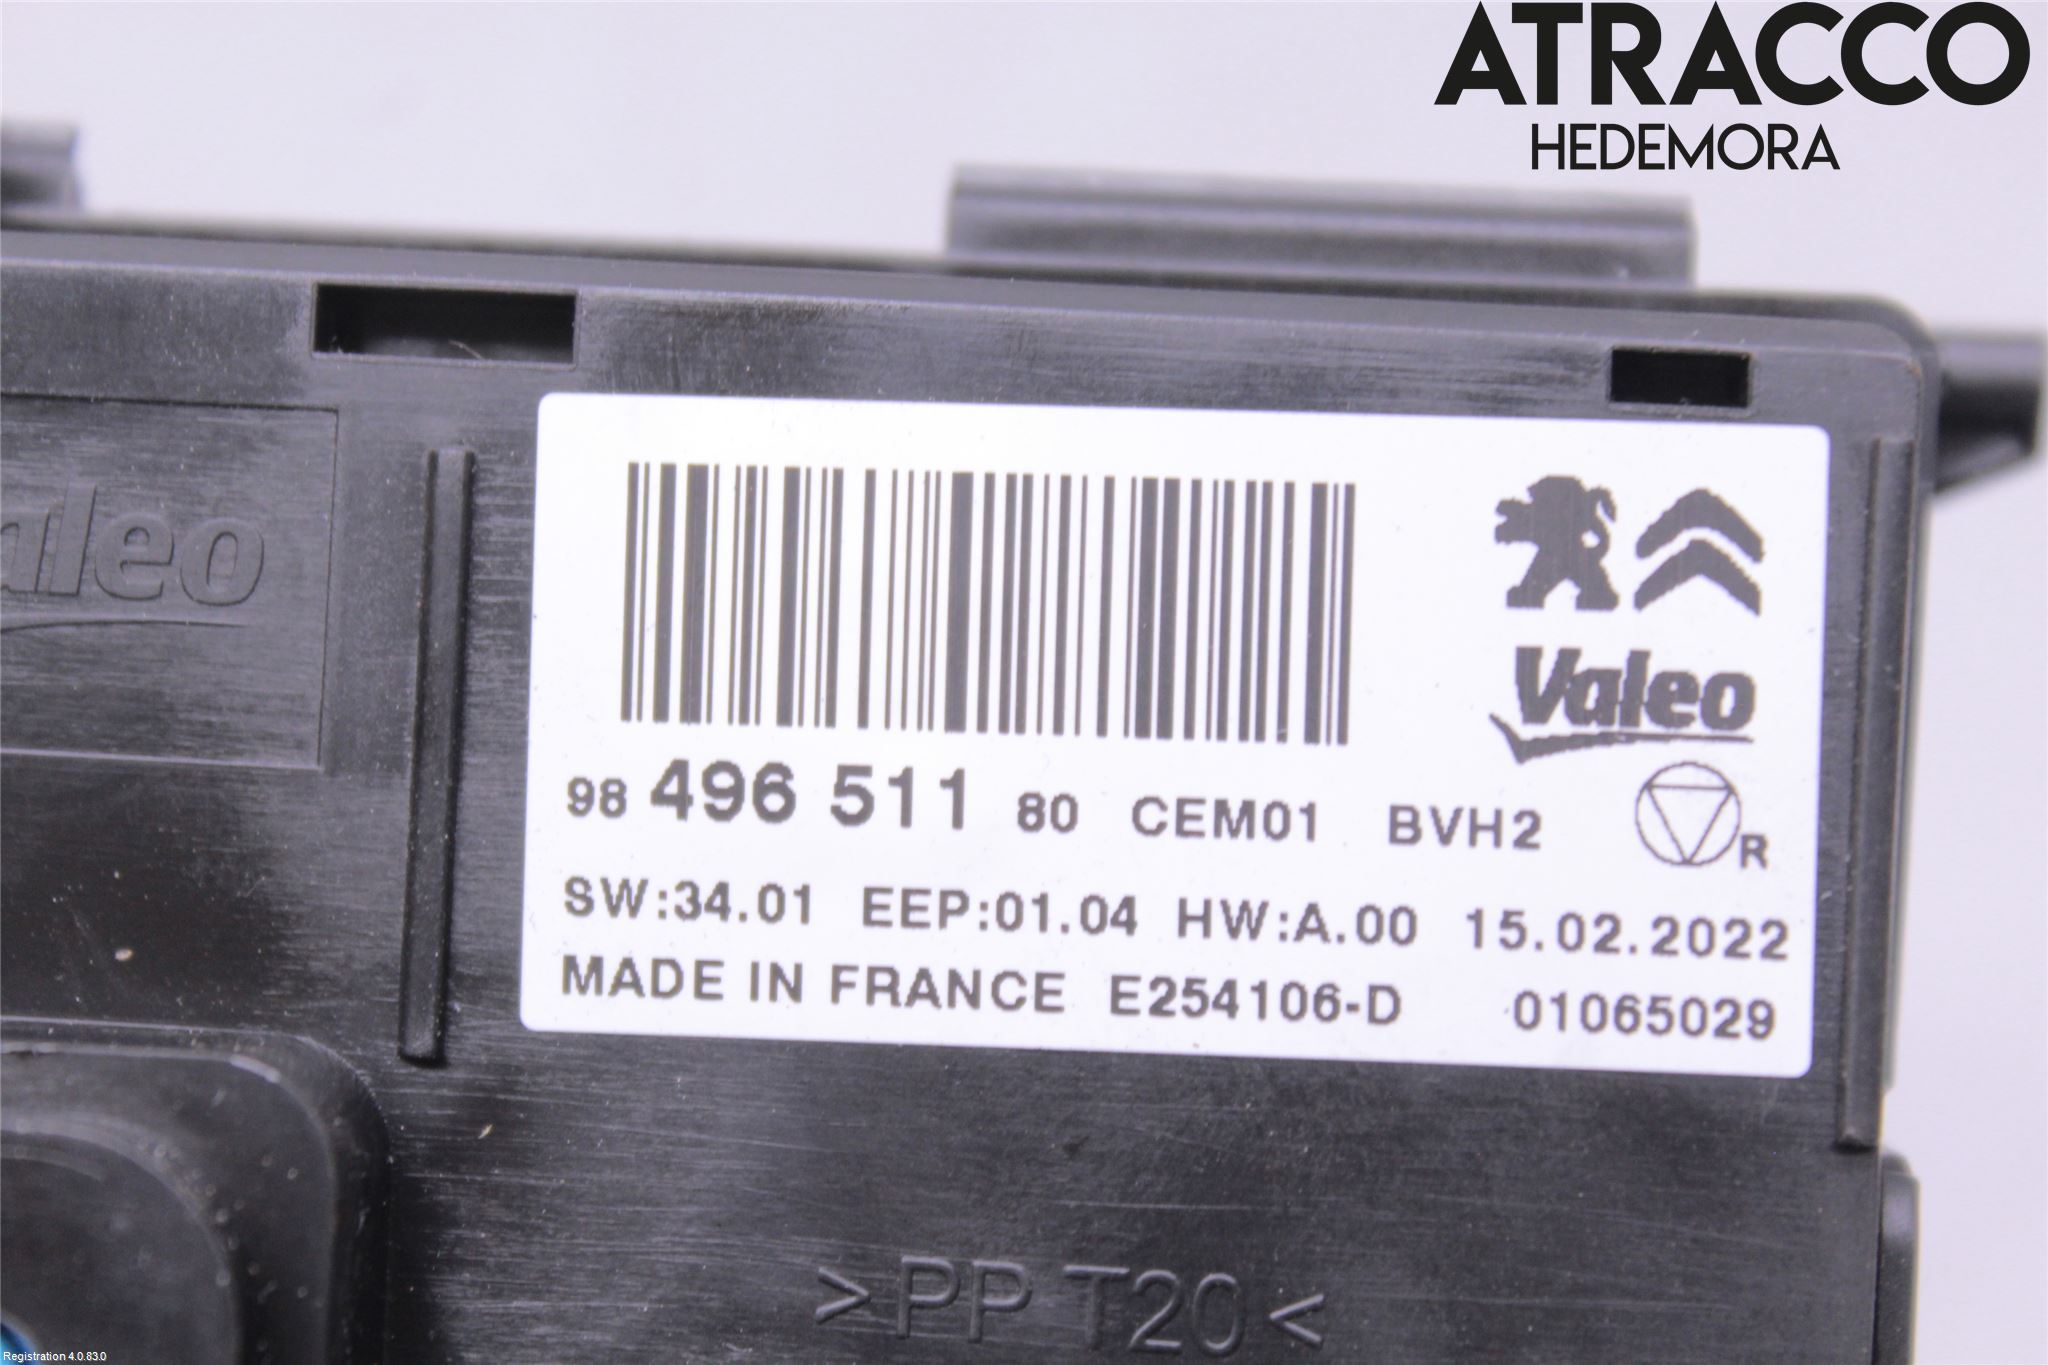 ATRACCO
HEDEMORA
Valeo
Valeo
98 496 511 80 CEM01 BVH2
R
SW:34.01 EEP:01.04 HW:A.00 15.02.2022
MADE IN FRANCE E254106-D 01065029
>PP T20<
Registration 4.0.83.0